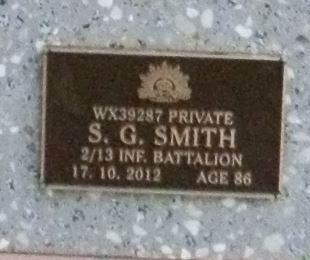 WX39287 PRIVATE
S. G. SMITH
2/13 INF. BATTALION
17. 10. 2012 AGE 86